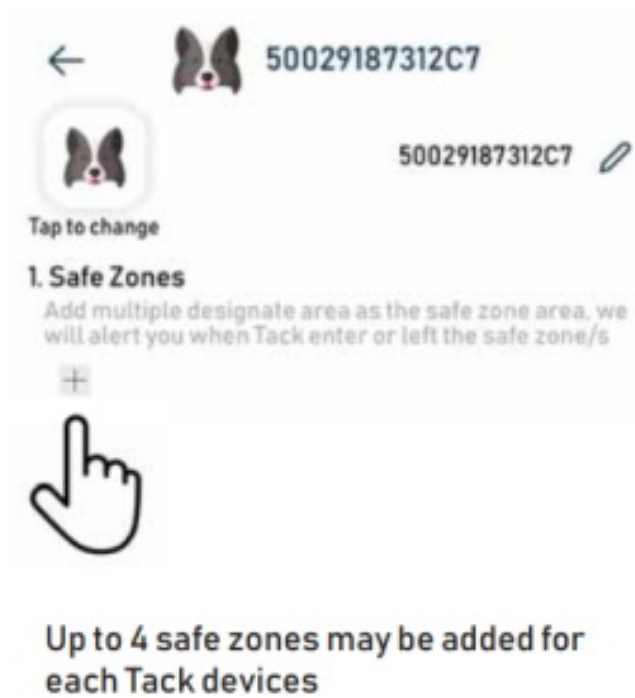 50029187312C7
50029187312C7
Tap to change
1. Safe Zones
Add multiple designate area as the safe zone area, we
will alert you when Tack enter or left the safe zone/s
+
Up to 4 safe zones may be added for
each Tack devices